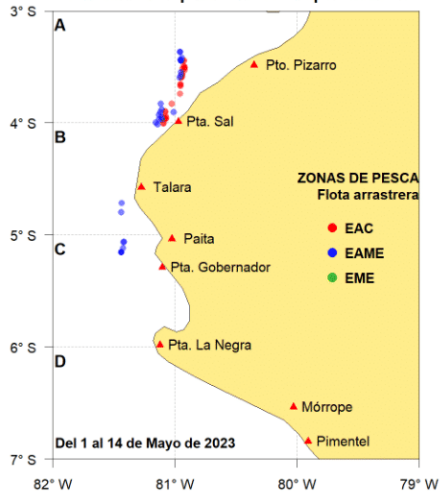 3° S
A
Pto. Pizarro
4° S
Pta. Sal
B
ZONAS DE PESCA
Flota arrastrera
Talara
EAC
5° S
Paita
EAME
C
Pta. Gobernador
EME
6° S
Pta. La Negra
D
Mórrope
Del 1 al 14 de Mayo de 2023
Pimentel
7° S
82° W
81° W
80° W
79° W